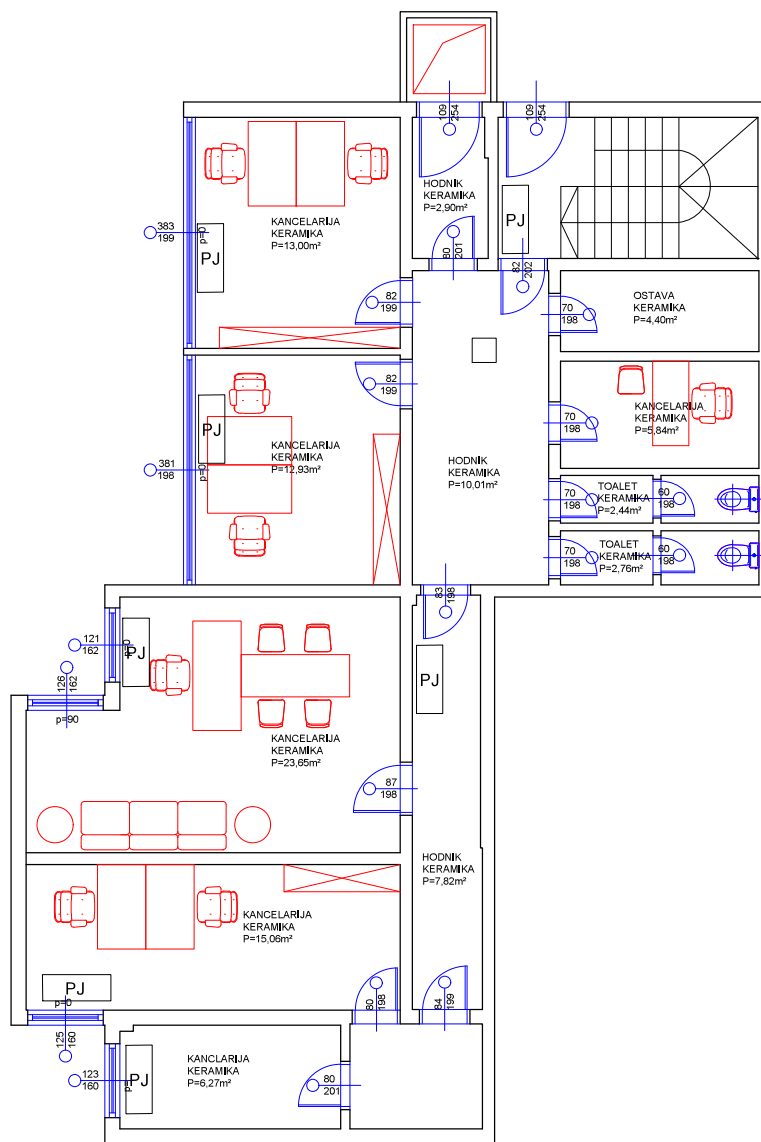 109
254
109
254
HODNIK
KERAMIKA
P=2,90m²
PJ
383
199
p=0
PJ
KANCELARIJA
KERAMIKA
P=13,00m²
80
201
82
202
82
199
70
198
OSTAVA
KERAMIKA
P=4,40m²
82
199
KANCELARIJA
KERAMIKA
P=5,84m²
70
198
PJ
381
198
p=0
KANCELARIJA
KERAMIKA
P=12,93m²
HODNIK
KERAMIKA
P=10,01m²
70
198
TOALET
KERAMIKA
P=2,44m²
60
198
70
198
TOALET
KERAMIKA
P=2,76m²
60
198
83
198
121
162
p=0
PJ
126
162
p=90
PJ
KANCELARIJA
KERAMIKA
P=23,65m²
87
198
HODNIK
KERAMIKA
P=7,82m²
KANCELARIJA
KERAMIKA
P=15,06m²
PJ
p=0
80
198
84
199
125
160
123
160
p=
PJ
KANCLARIJA
KERAMIKA
P=6,27m²
80
201